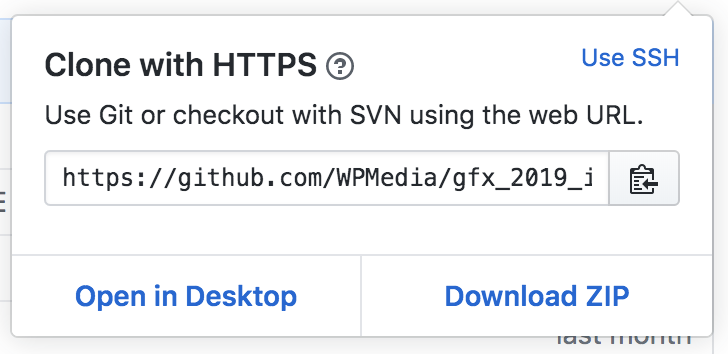 Clone with HTTPS ?
Use SSH
Use Git or checkout with SVN using the web URL.
https://github.com/WPMedia/gfx_2019_i
Open in Desktop
Download ZIP
last month